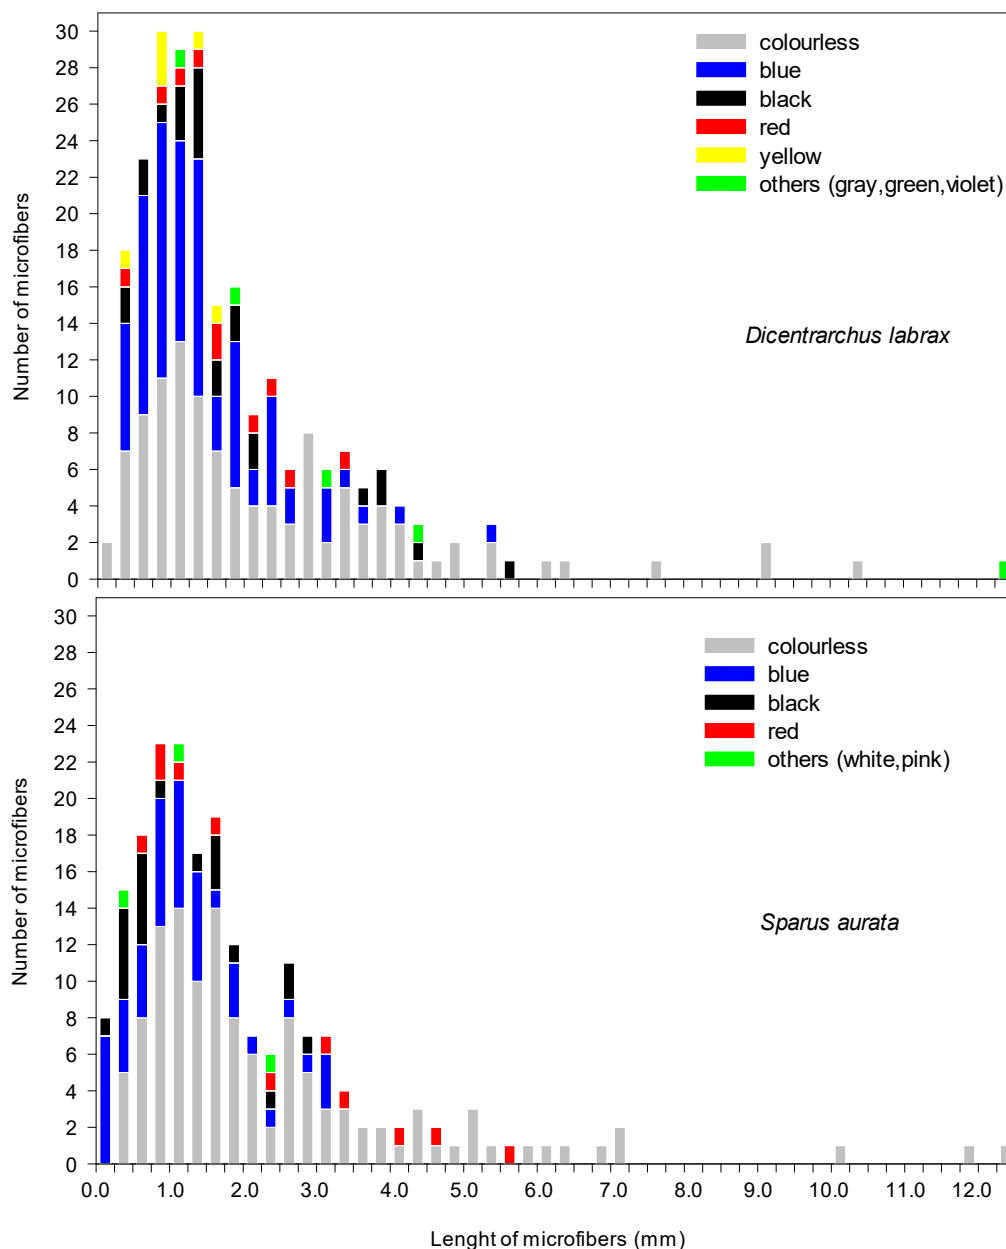 30
28
26
24
22
20
18
16
14
12
10
8
6
4
2
0
Number of microfibers
colourless
blue
black
red
yellow
others (gray,green,violet)
Dicentrarchus labrax
30
28
26
24
22
20
18
16
14
12
10
8
6
4
2
0
Number of microfibers
colourless
blue
black
red
others (white,pink)
Sparus aurata
0.0 1.0 2.0 3.0 4.0 5.0 6.0 7.0 8.0 9.0 10.0 11.0 12.0
Lenght of microfibers (mm)